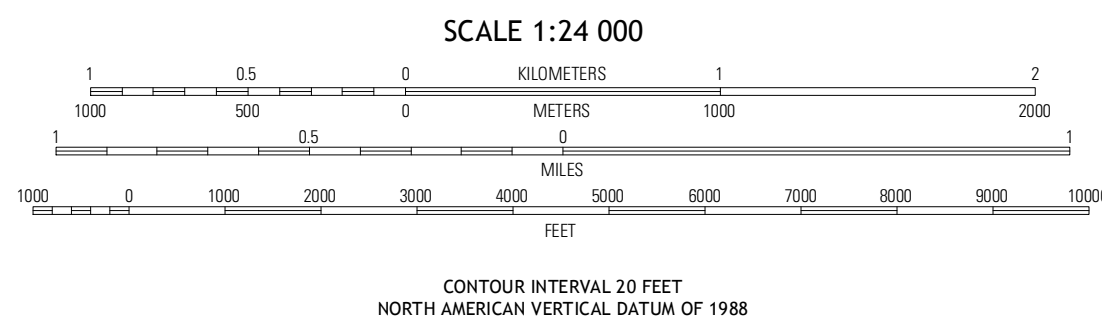 SCALE 1:24 000
1 0.5 0 KILOMETERS 1 2
1000 500 0 METERS 1000 2000
1 0.5 0 1
MILES
1000 0 1000 2000 3000 4000 5000 6000 7000 8000 9000 10000
FEET
CONTOUR INTERVAL 20 FEET
NORTH AMERICAN VERTICAL DATUM OF 1988